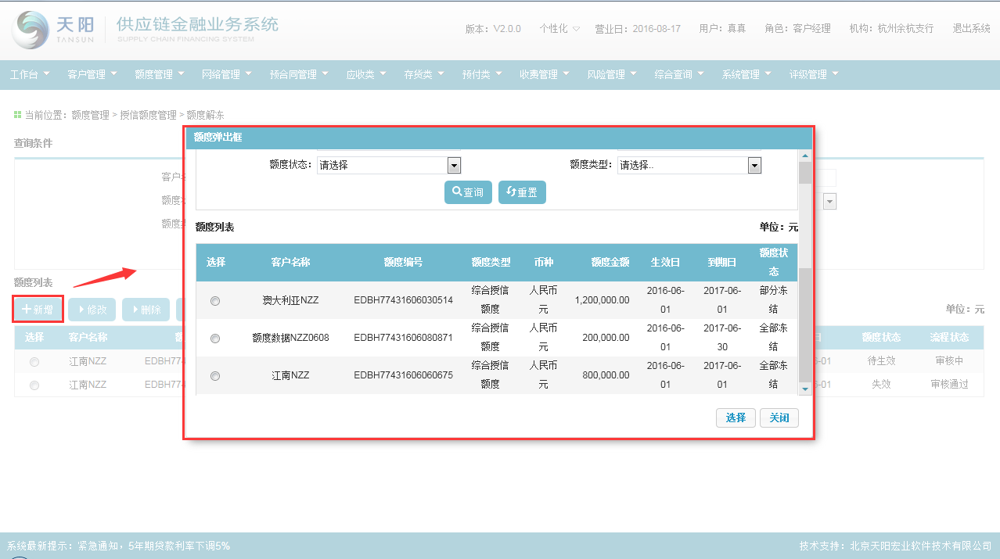 天阳 供应链金融业务系统
TANSUN SUPPLY CHAIN FINANCING SYSTEM
版本：V2.0.0 个性化 营业日：2016-08-17 用户：真真 角色：客户经理 机构：杭州余杭支行 退出系统
工作台 客户管理 额度管理 网络管理 预合同管理 应收类 存货类 预付类 收费管理 风险管理 综合查询 系统管理 评级管理
当前位置：额度管理 > 授信额度管理 > 额度解冻
查询条件
客户
额度
额度
额度列表
新增 修改 删除
单位：元
选择 客户名称 额度状态 流程状态
江南NZZ EDBH774 -01 待生效 审核中
江南NZZ EDBH774 -01 失效 审核通过
额度弹出框
额度状态：请选择 额度类型：请选择..
查询 重置
额度列表 单位：元
选择 客户名称 额度编号 额度类型 币种 额度金额 生效日 到期日 额度状态
澳大利亚NZZ EDBH77431606030514 综合授信额度 人民币元 1,200,000.00 2016-06-01 2017-06-01 部分冻结
额度数据NZZ0608 EDBH77431606080871 综合授信额度 人民币元 200,000.00 2016-06-01 2017-06-30 全部冻结
江南NZZ EDBH77431606060675 综合授信额度 人民币元 800,000.00 2016-06-01 2017-06-01 全部冻结
选择 关闭
系统最新提示：紧急通知，5年期贷款利率下调5% 技术支持：北京天阳宏业软件技术有限公司